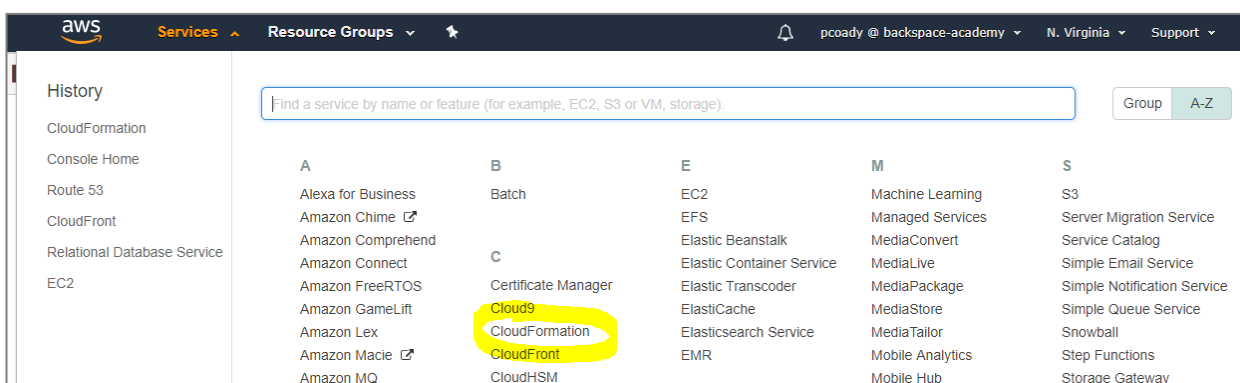 aws Services Resource Groups pcoady @ backspace-academy N. Virginia Support
History
CloudFormation
Console Home
Route 53
CloudFront
Relational Database Service
EC2
Find a service by name or feature (for example, EC2, S3 or VM, storage).
Group A-Z
A
Alexa for Business
Amazon Chime
Amazon Comprehend
Amazon Connect
Amazon FreeRTOS
Amazon GameLift
Amazon Lex
Amazon Macie
Amazon MQ
B
Batch
C
Certificate Manager
Cloud9
CloudFormation
CloudFront
CloudHSM
E
EC2
EFS
Elastic Beanstalk
Elastic Container Service
Elastic Transcoder
ElastiCache
Elasticsearch Service
EMR
M
Machine Learning
Managed Services
MediaConvert
MediaLive
MediaPackage
MediaStore
MediaTailor
Mobile Analytics
Mobile Hub
S
S3
Server Migration Service
Service Catalog
Simple Email Service
Simple Notification Service
Simple Queue Service
Snowball
Step Functions
Storage Gateway